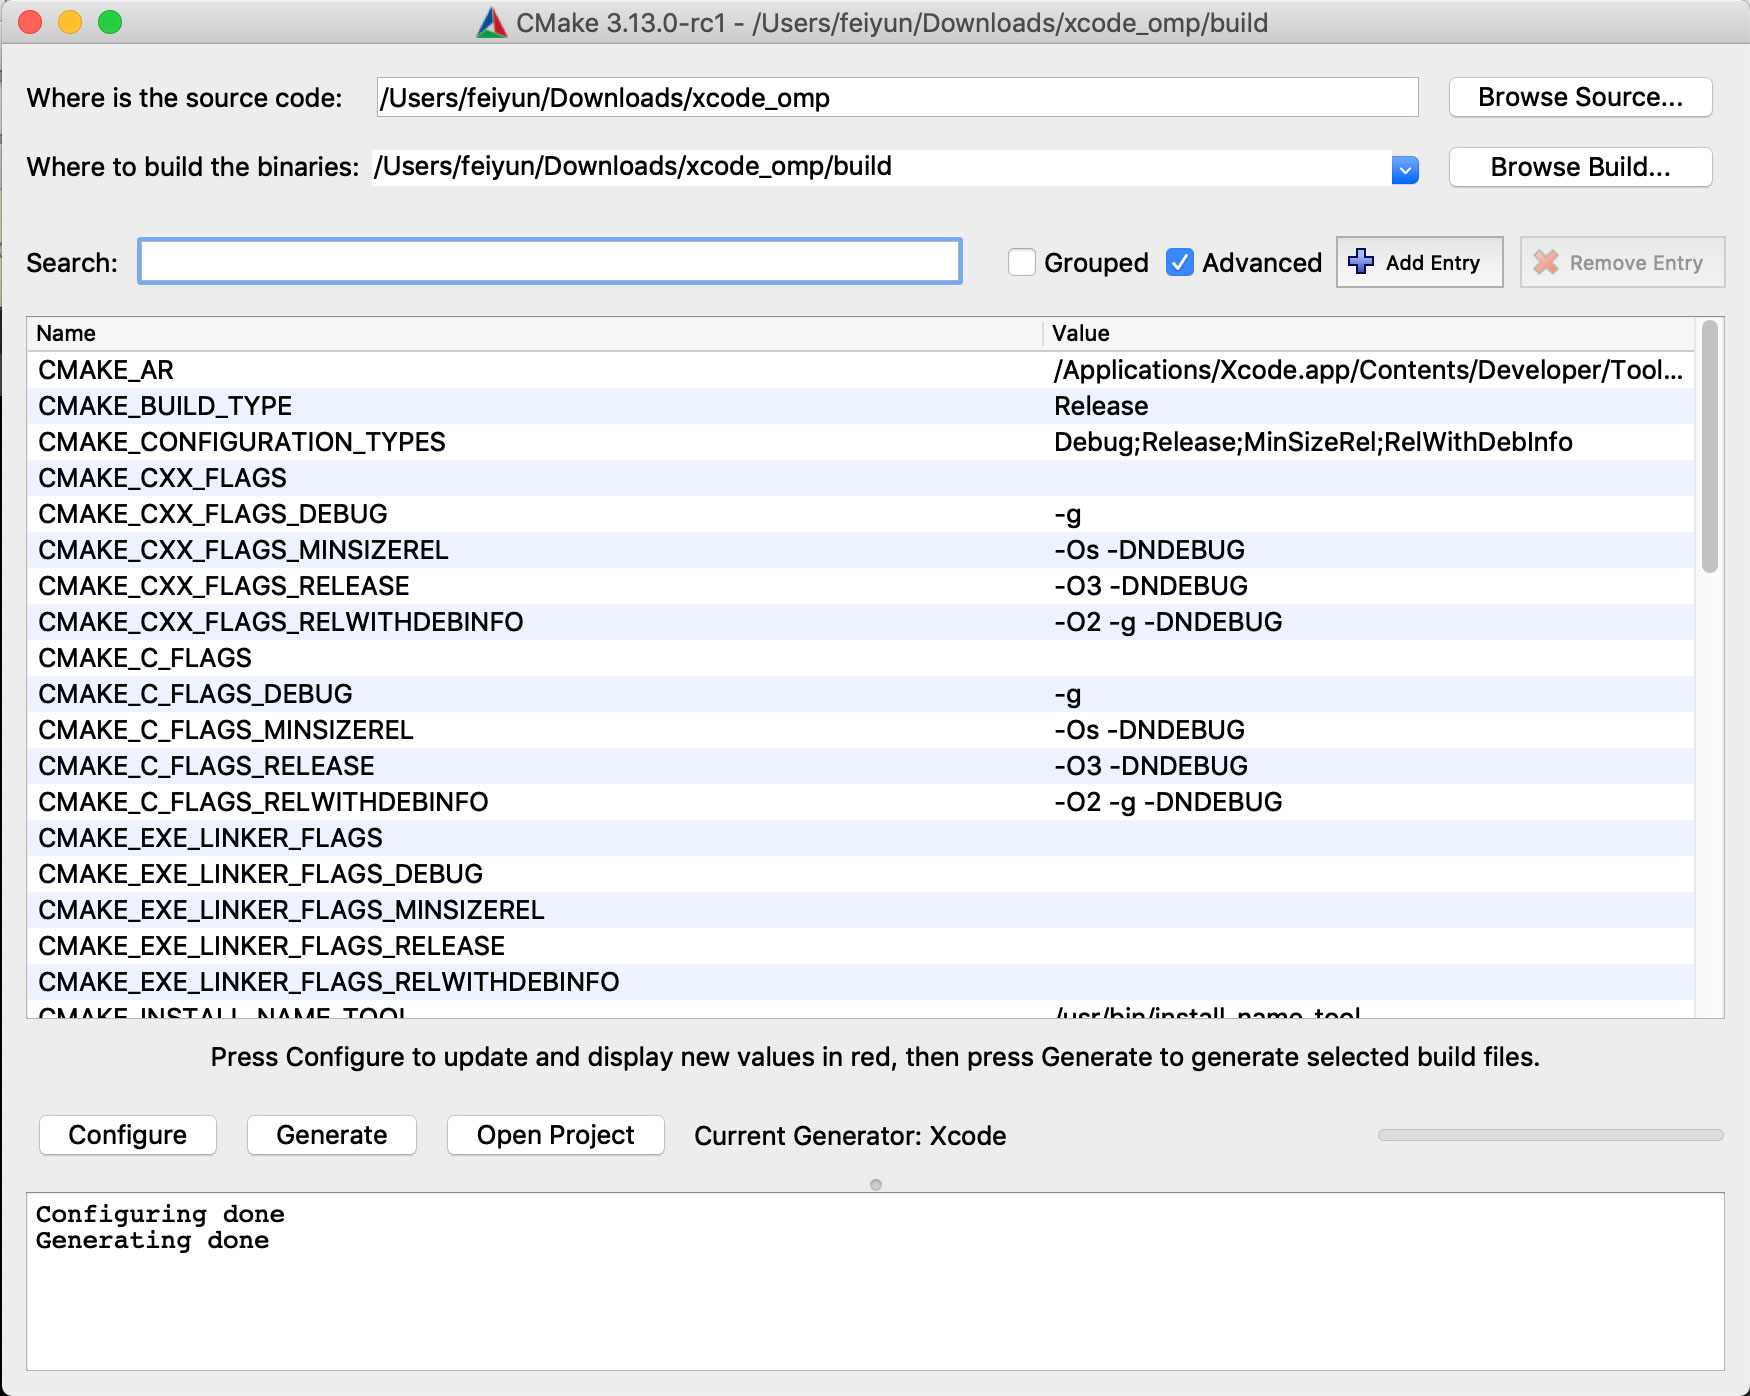 CMake 3.13.0-rc1 - /Users/feiyun/Downloads/xcode_omp/build
Where is the source code: /Users/feiyun/Downloads/xcode_omp Browse Source...
Where to build the binaries: /Users/feiyun/Downloads/xcode_omp/build Browse Build...
Search: Grouped Advanced Add Entry Remove Entry
Name Value
CMAKE_AR /Applications/Xcode.app/Contents/Developer/Tool...
CMAKE_BUILD_TYPE Release
CMAKE_CONFIGURATION_TYPES Debug;Release;MinSizeRel;RelWithDebInfo
CMAKE_CXX_FLAGS
CMAKE_CXX_FLAGS_DEBUG -g
CMAKE_CXX_FLAGS_MINSIZEREL -Os -DNDEBUG
CMAKE_CXX_FLAGS_RELEASE -O3 -DNDEBUG
CMAKE_CXX_FLAGS_RELWITHDEBINFO -O2 -g -DNDEBUG
CMAKE_C_FLAGS
CMAKE_C_FLAGS_DEBUG -g
CMAKE_C_FLAGS_MINSIZEREL -Os -DNDEBUG
CMAKE_C_FLAGS_RELEASE -O3 -DNDEBUG
CMAKE_C_FLAGS_RELWITHDEBINFO -O2 -g -DNDEBUG
CMAKE_EXE_LINKER_FLAGS
CMAKE_EXE_LINKER_FLAGS_DEBUG
CMAKE_EXE_LINKER_FLAGS_MINSIZEREL
CMAKE_EXE_LINKER_FLAGS_RELEASE
CMAKE_EXE_LINKER_FLAGS_RELWITHDEBINFO
CMAKE_INSTALL_NAME_TOOL /usr/bin/install_name_tool
Press Configure to update and display new values in red, then press Generate to generate selected build files.
Configure Generate Open Project Current Generator: Xcode
Configuring done
Generating done